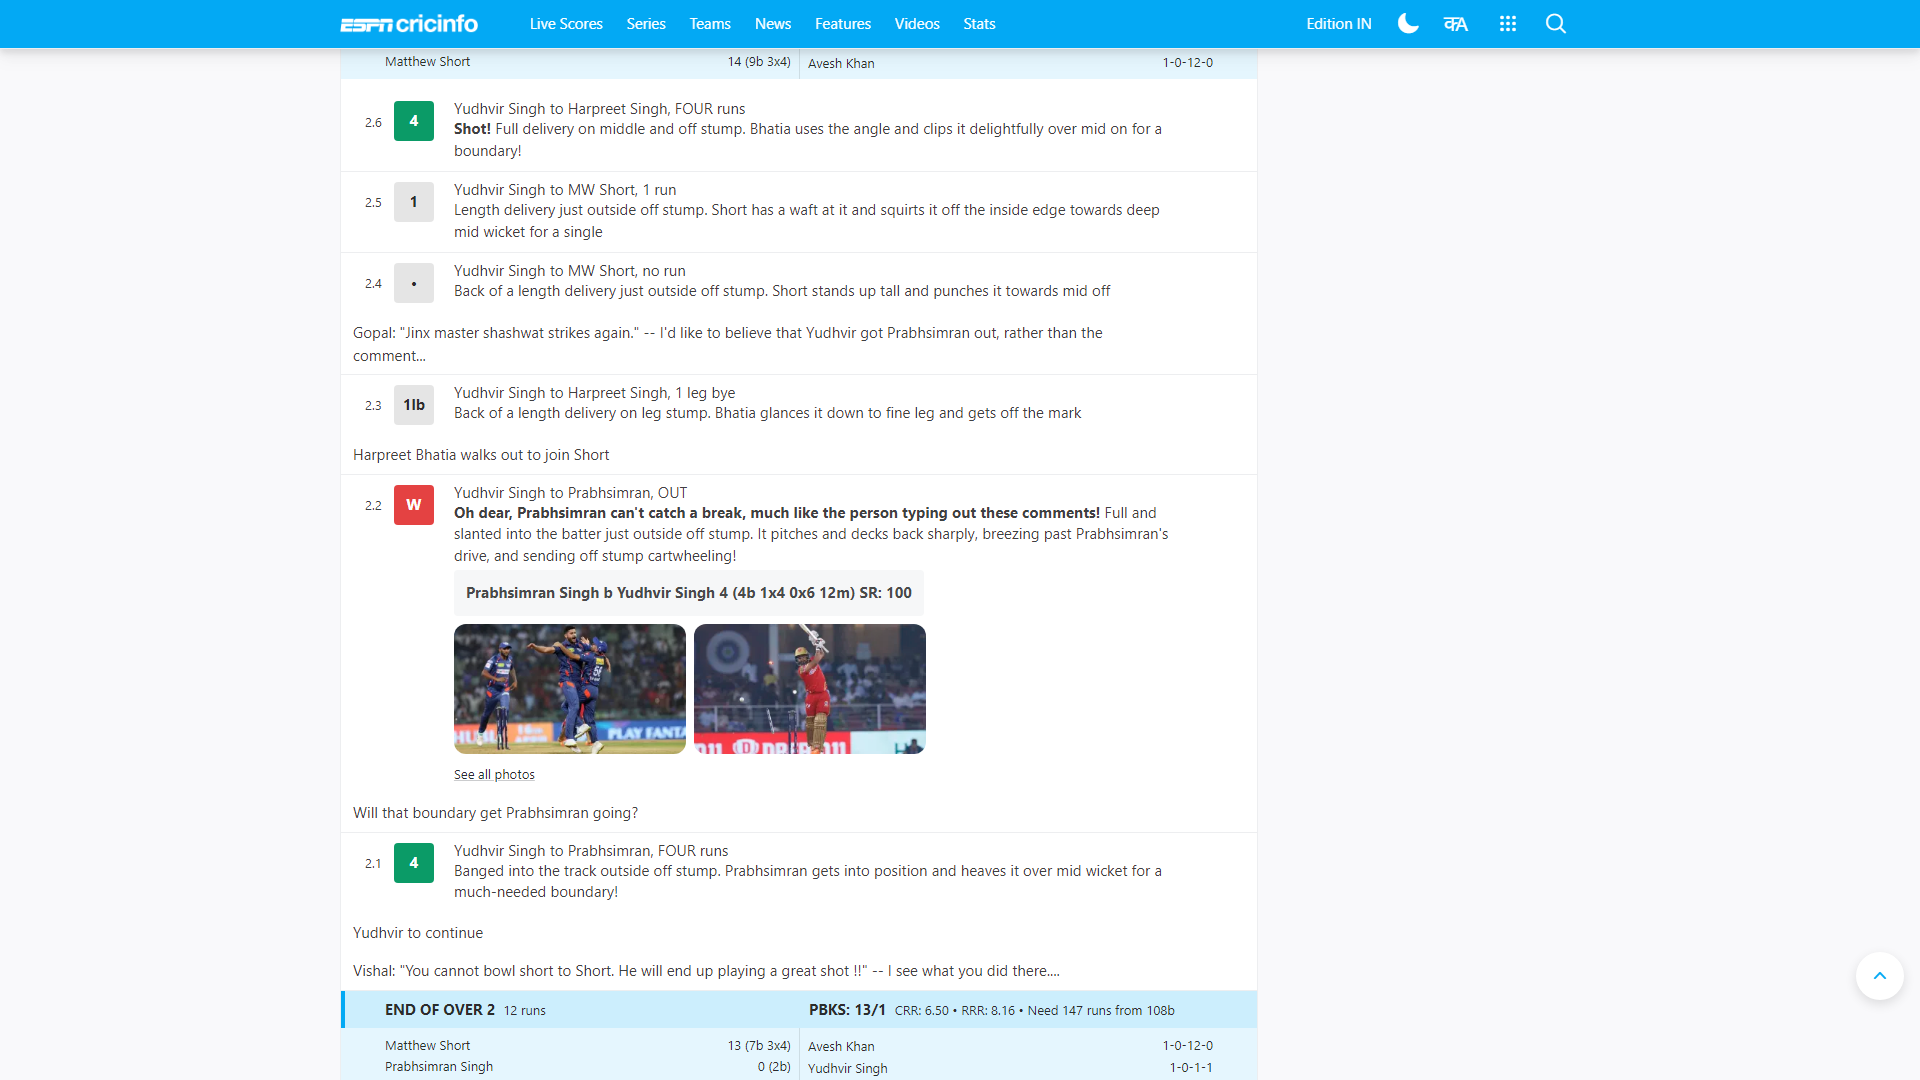 ESPN cricinfo Live Scores Series Teams News Features Videos Stats Edition IN क A
Matthew Short 14 (9b 3x4) Avesh Khan 1-0-12-0
2.6 4 Yudhvir Singh to Harpreet Singh, FOUR runs
Shot! Full delivery on middle and off stump. Bhatia uses the angle and clips it delightfully over mid on for a
boundary!
2.5 1 Yudhvir Singh to MW Short, 1 run
Length delivery just outside off stump. Short has a waft at it and squirts it off the inside edge towards deep
mid wicket for a single
2.4 • Yudhvir Singh to MW Short, no run
Back of a length delivery just outside off stump. Short stands up tall and punches it towards mid off
Gopal: "Jinx master shashwat strikes again." -- I'd like to believe that Yudhvir got Prabhsimran out, rather than the
comment...
2.3 1lb Yudhvir Singh to Harpreet Singh, 1 leg bye
Back of a length delivery on leg stump. Bhatia glances it down to fine leg and gets off the mark
Harpreet Bhatia walks out to join Short
2.2 W Yudhvir Singh to Prabhsimran, OUT
Oh dear, Prabhsimran can't catch a break, much like the person typing out these comments! Full and
slanted into the batter just outside off stump. It pitches and decks back sharply, breezing past Prabhsimran's
drive, and sending off stump cartwheeling!
Prabhsimran Singh b Yudhvir Singh 4 (4b 1x4 0x6 12m) SR: 100
PLAY FANTA
See all photos
Will that boundary get Prabhsimran going?
2.1 4 Yudhvir Singh to Prabhsimran, FOUR runs
Banged into the track outside off stump. Prabhsimran gets into position and heaves it over mid wicket for a
much-needed boundary!
Yudhvir to continue
Vishal: "You cannot bowl short to Short. He will end up playing a great shot !!" -- I see what you did there....
END OF OVER 2 12 runs PBKS: 13/1 CRR: 6.50 • RRR: 8.16 • Need 147 runs from 108b
Matthew Short 13 (7b 3x4) Avesh Khan 1-0-12-0
Prabhsimran Singh 0 (2b) Yudhvir Singh 1-0-1-1